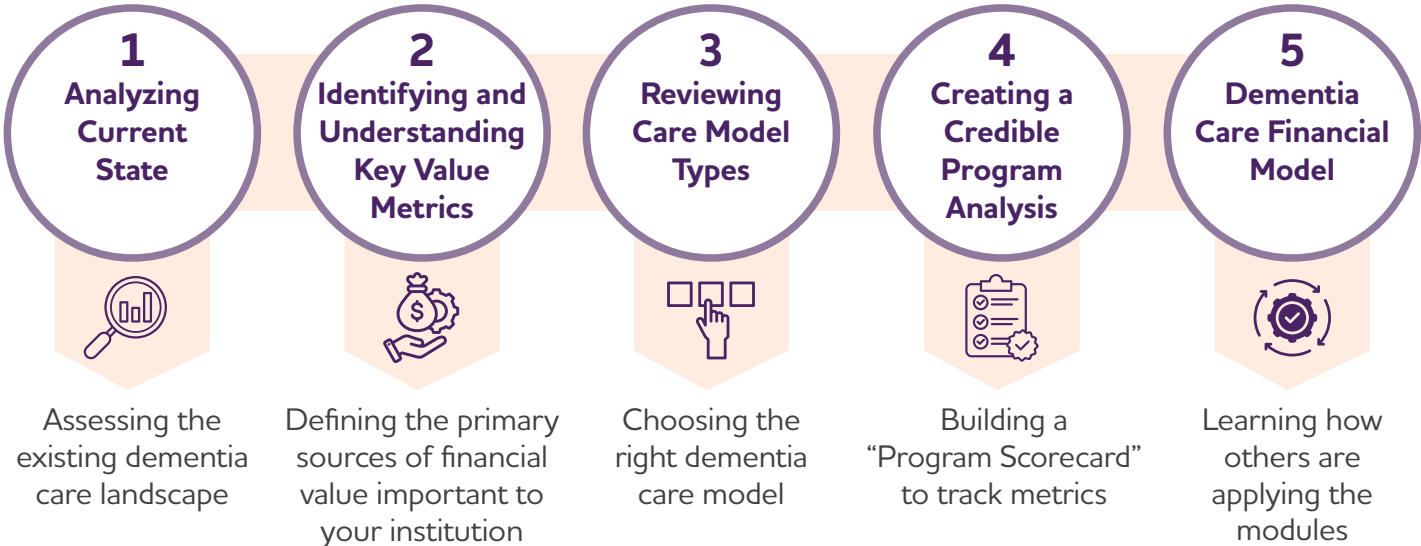 1
Analyzing
Current
State
Assessing the
existing dementia
care landscape
2
Identifying and
Understanding
Key Value
Metrics
$
Defining the primary
sources of financial
value important to
your institution
3
Reviewing
Care Model
Types
Choosing the
right dementia
care model
4
Creating a
Credible
Program
Analysis
Building a
“Program Scorecard”
to track metrics
5
Dementia
Care Financial
Model
Learning how
others are
applying the
modules